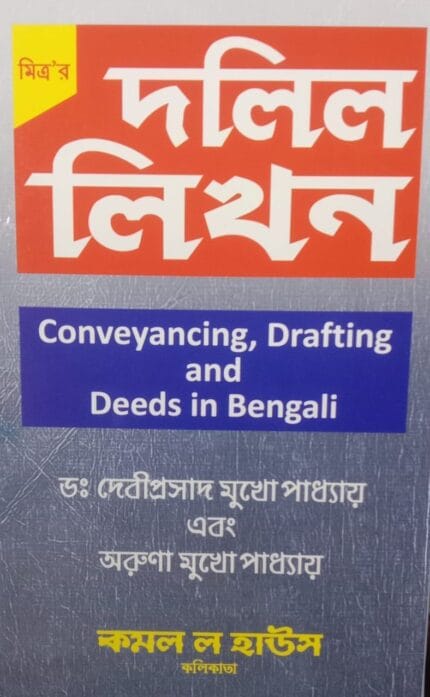 মিত্র'র
দলিল
লিখন
Conveyancing, Drafting
and
Deeds in Bengali
ডঃ দেবীপ্রসাদ মুখোপাধ্যায়
এবং
অরুণা মুখোপাধ্যায়
কমল ল হাউস
কলিকাতা